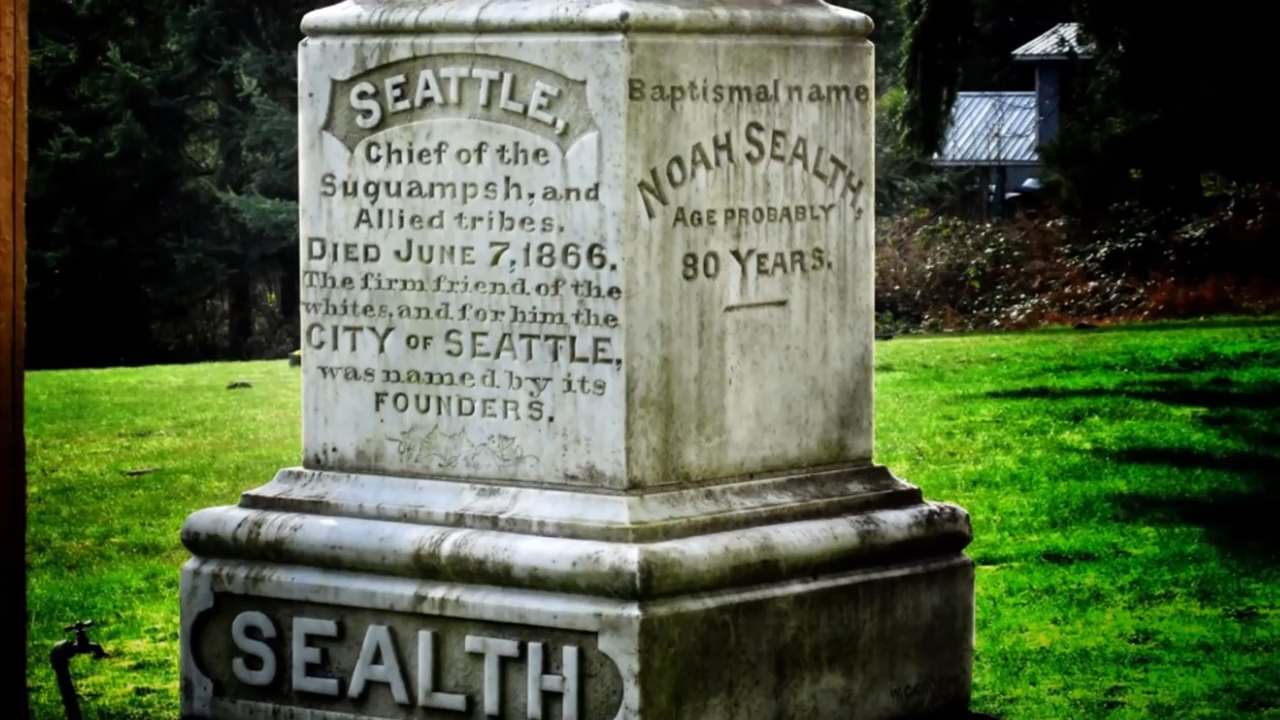 SEATTLE,
Chief of the
Suquampsh, and
Allied tribes,
DIED JUNE 7, 1866.
The firm friend of the
whites, and for him the
CITY OF SEATTLE,
was named by its
FOUNDERS.
SEALTH
Baptismal name
NOAH SEALTH,
AGE PROBABLY
80 YEARS.